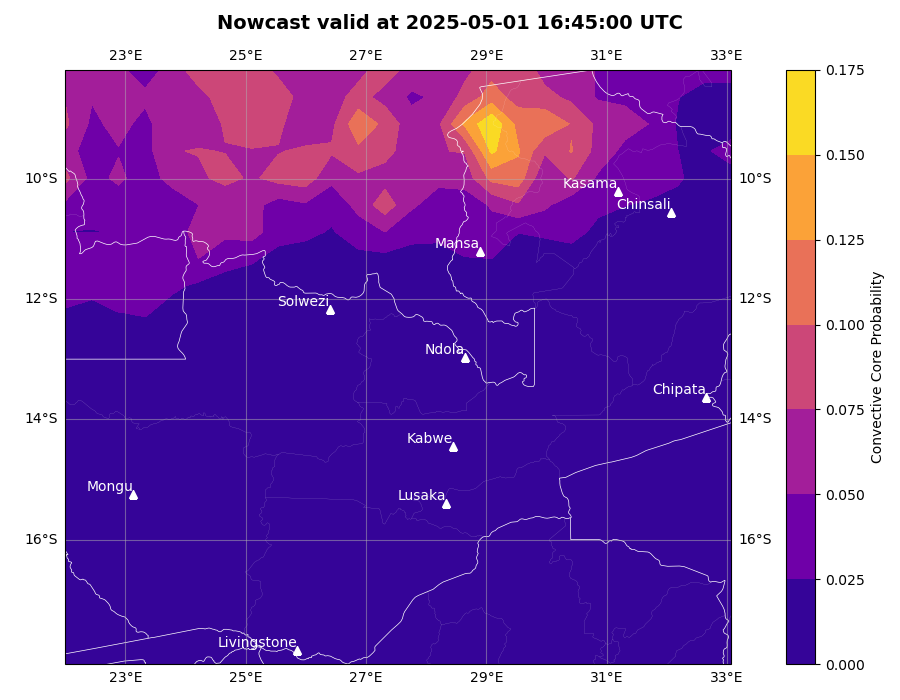 Nowcast valid at 2025-05-01 16:45:00 UTC
23°E 25°E 27°E 29°E 31°E 33°E
0.175
0.150
10°S 10°S
Kasama
Chinsali
0.125
Mansa
12°S 12°S
Solwezi
0.100
Ndola
Chipata
0.075
14°S 14°S
Kabwe
Mongu
Lusaka
0.050
16°S 16°S
0.025
Livingstone
0.000
23°E 25°E 27°E 29°E 31°E 33°E
Convective Core Probability